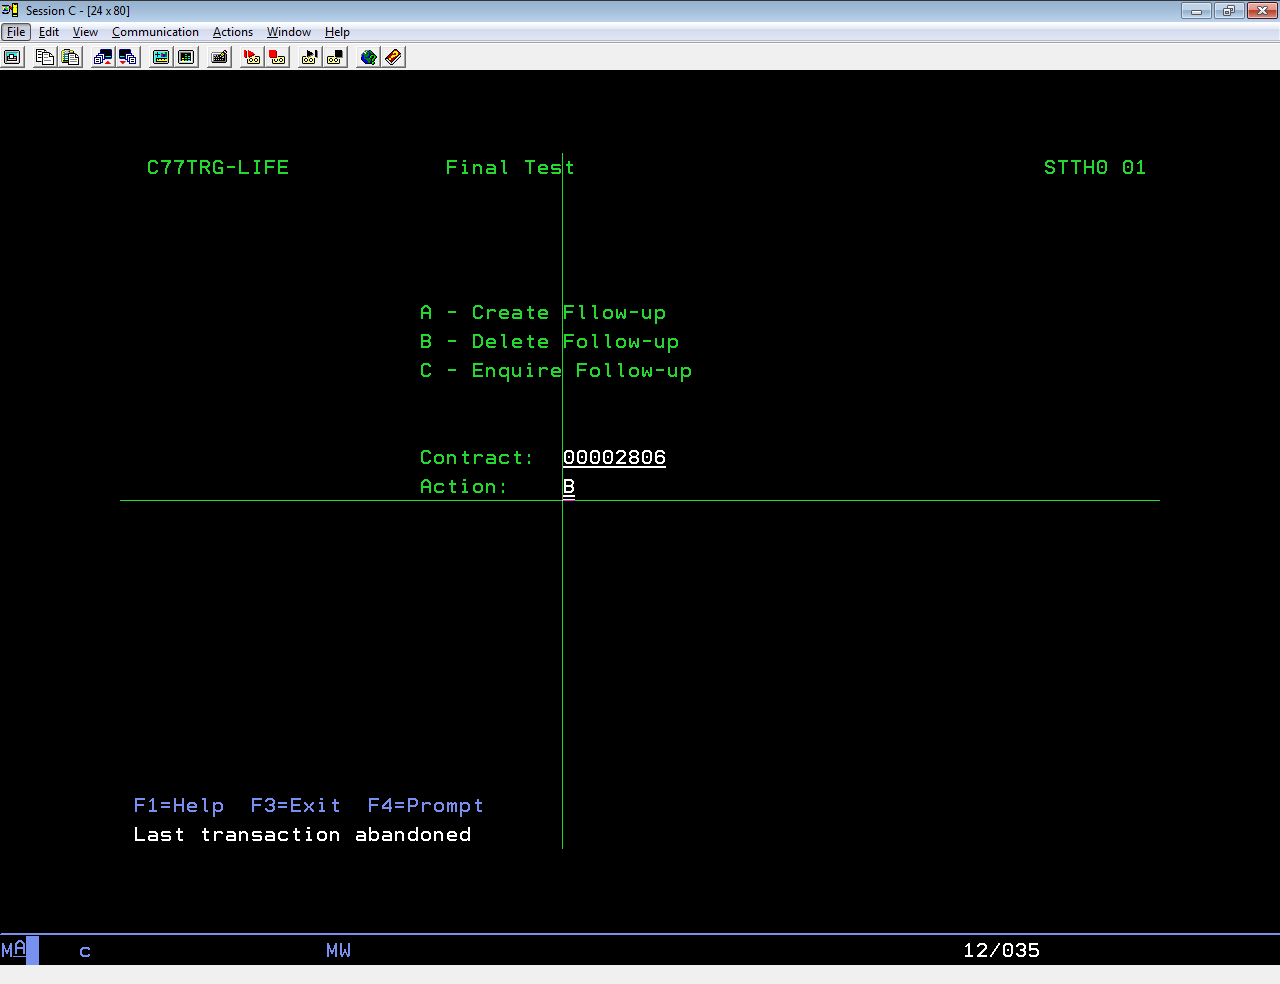 Session C - [24 x 80]
File Edit View Communication Actions Window Help
C77TRG-LIFE Final Test STTH0 01
A - Create Fllow-up
B - Delete Follow-up
C - Enquire Follow-up
Contract: 00002806
Action: B
F1=Help F3=Exit F4=Prompt
Last transaction abandoned
MA c MW 12/035